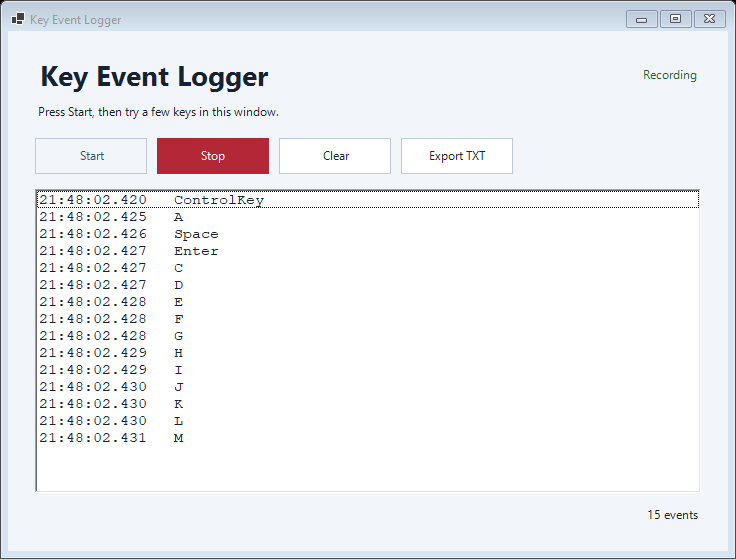 Key Event Logger
Key Event Logger
Recording
Press Start, then try a few keys in this window.
Start Stop Clear Export TXT
21:48:02.420 ControlKey
21:48:02.425 A
21:48:02.426 Space
21:48:02.427 Enter
21:48:02.427 C
21:48:02.427 D
21:48:02.428 E
21:48:02.428 F
21:48:02.428 G
21:48:02.429 H
21:48:02.429 I
21:48:02.430 J
21:48:02.430 K
21:48:02.430 L
21:48:02.431 M
15 events